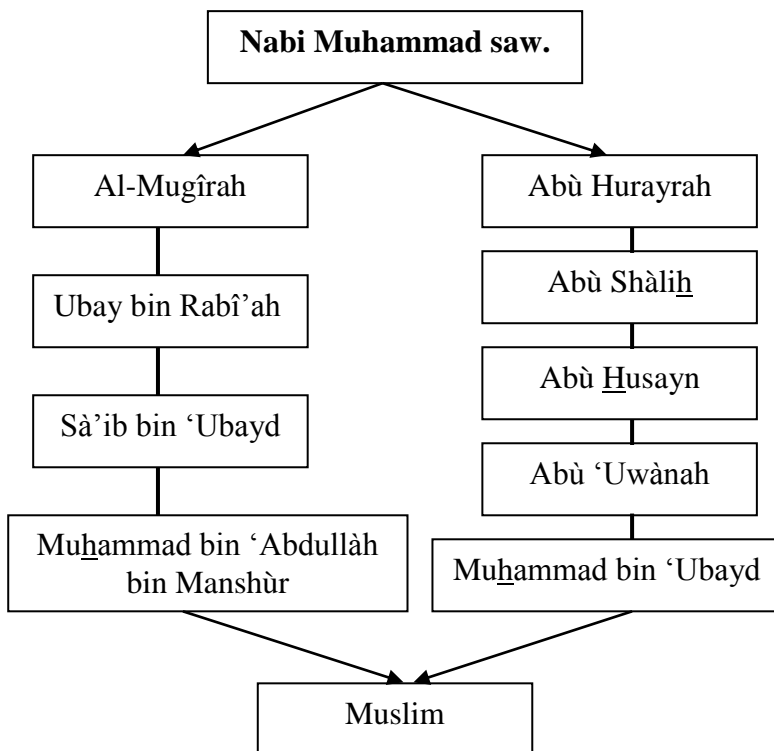 Nabi Muhammad saw.
Al-Mugîrah
Ubay bin Rabî’ah
Sà’ib bin ‘Ubayd
Muhammad bin ‘Abdullàh
bin Manshùr
Abù Hurayrah
Abù Shàlih
Abù Husayn
Abù ‘Uwànah
Muhammad bin ‘Ubayd
Muslim